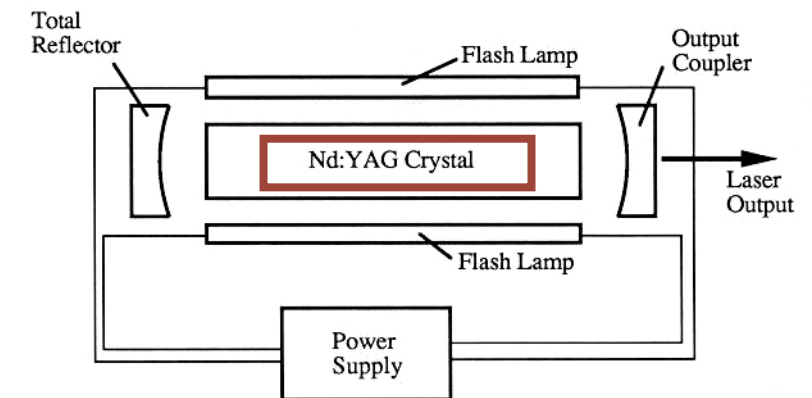 Total
Reflector
Flash Lamp
Output
Coupler
Nd:YAG Crystal
Laser
Output
Flash Lamp
Power
Supply